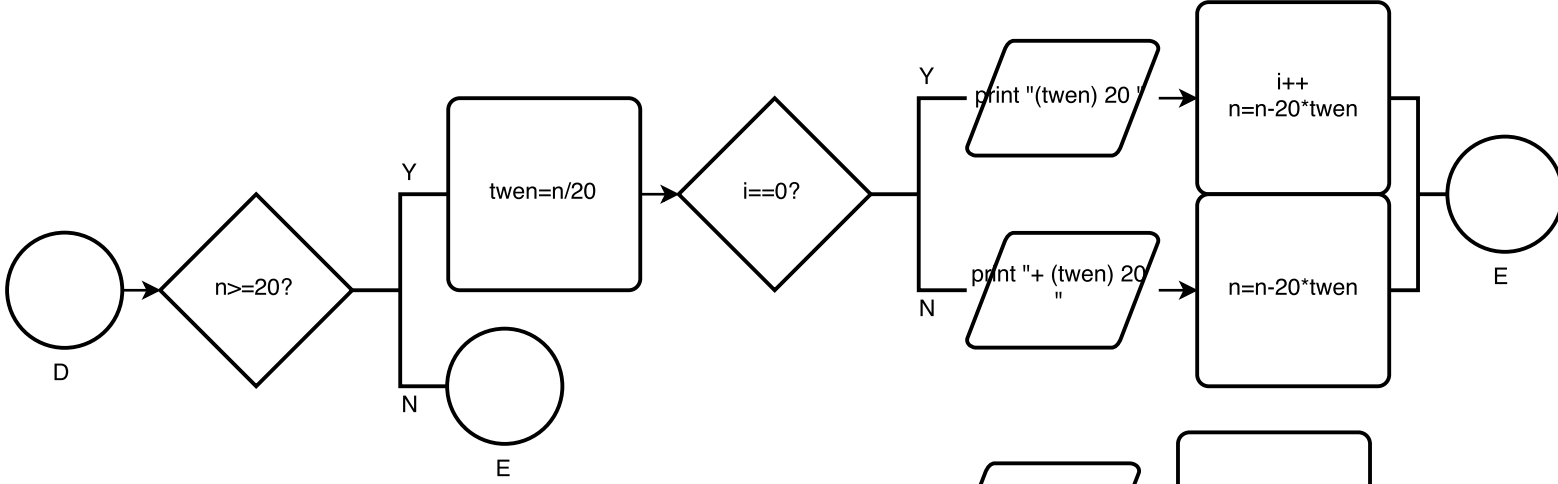 D
n>=20?
Y
N
E
twen=n/20
i==0?
Y
N
print "(twen) 20 "
i++
n=n-20*twen
print "+ (twen) 20
"
n=n-20*twen
E